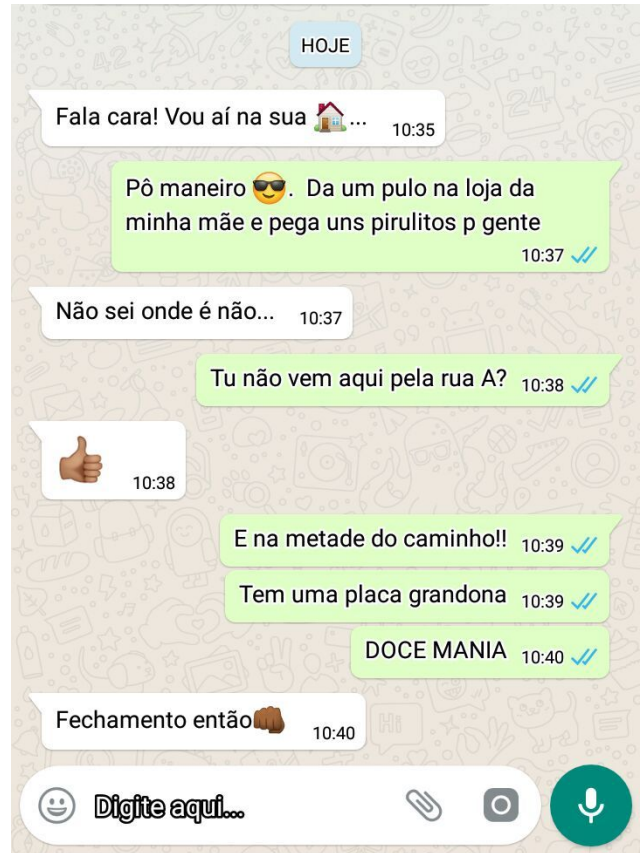 HOJE
Fala cara! Vou aí na sua 🏠...
10:35
Pô maneiro 😎. Da um pulo na loja da
minha mãe e pega uns pirulitos p gente
10:37
Não sei onde é não...
10:37
Tu não vem aqui pela rua A?
10:38
👍🏽
10:38
E na metade do caminho!!
10:39
Tem uma placa grandona
10:39
DOCE MANIA
10:40
Fechamento então👊🏾
10:40
Digite aqui...